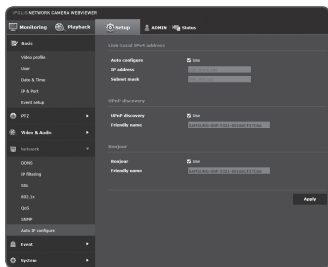 iPOLiS NETWORK CAMERA WEBVIEWER
Monitoring Playback Setup ADMIN Status
Basic
Video profile
User
Date & Time
IP & Port
Event setup
PTZ
Video & Audio
Network
DDNS
IP filtering
SSL
802.1x
QoS
SNMP
Auto IP configure
Event
System
Link-Local IPv4 address
Auto configure Use
IP address
Subnet mask
UPnP discovery
UPnP discovery Use
Friendly name
Bonjour
Bonjour Use
Friendly name
Apply